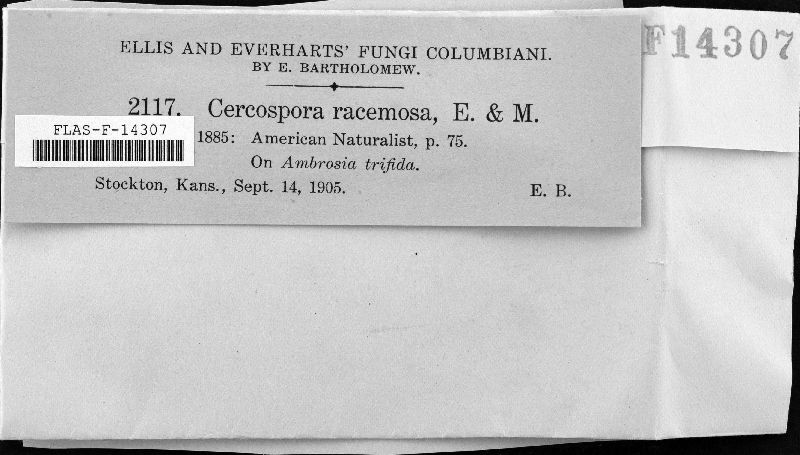 ELLIS AND EVERHARTS' FUNGI COLUMBIANI.
BY E. BARTHOLOMEW.
F14307
2117. Cercospora racemosa, E. & M.
FLAS-F-14307
1885: American Naturalist, p. 75.
On Ambrosia trifida.
Stockton, Kans., Sept. 14, 1905. E. B.